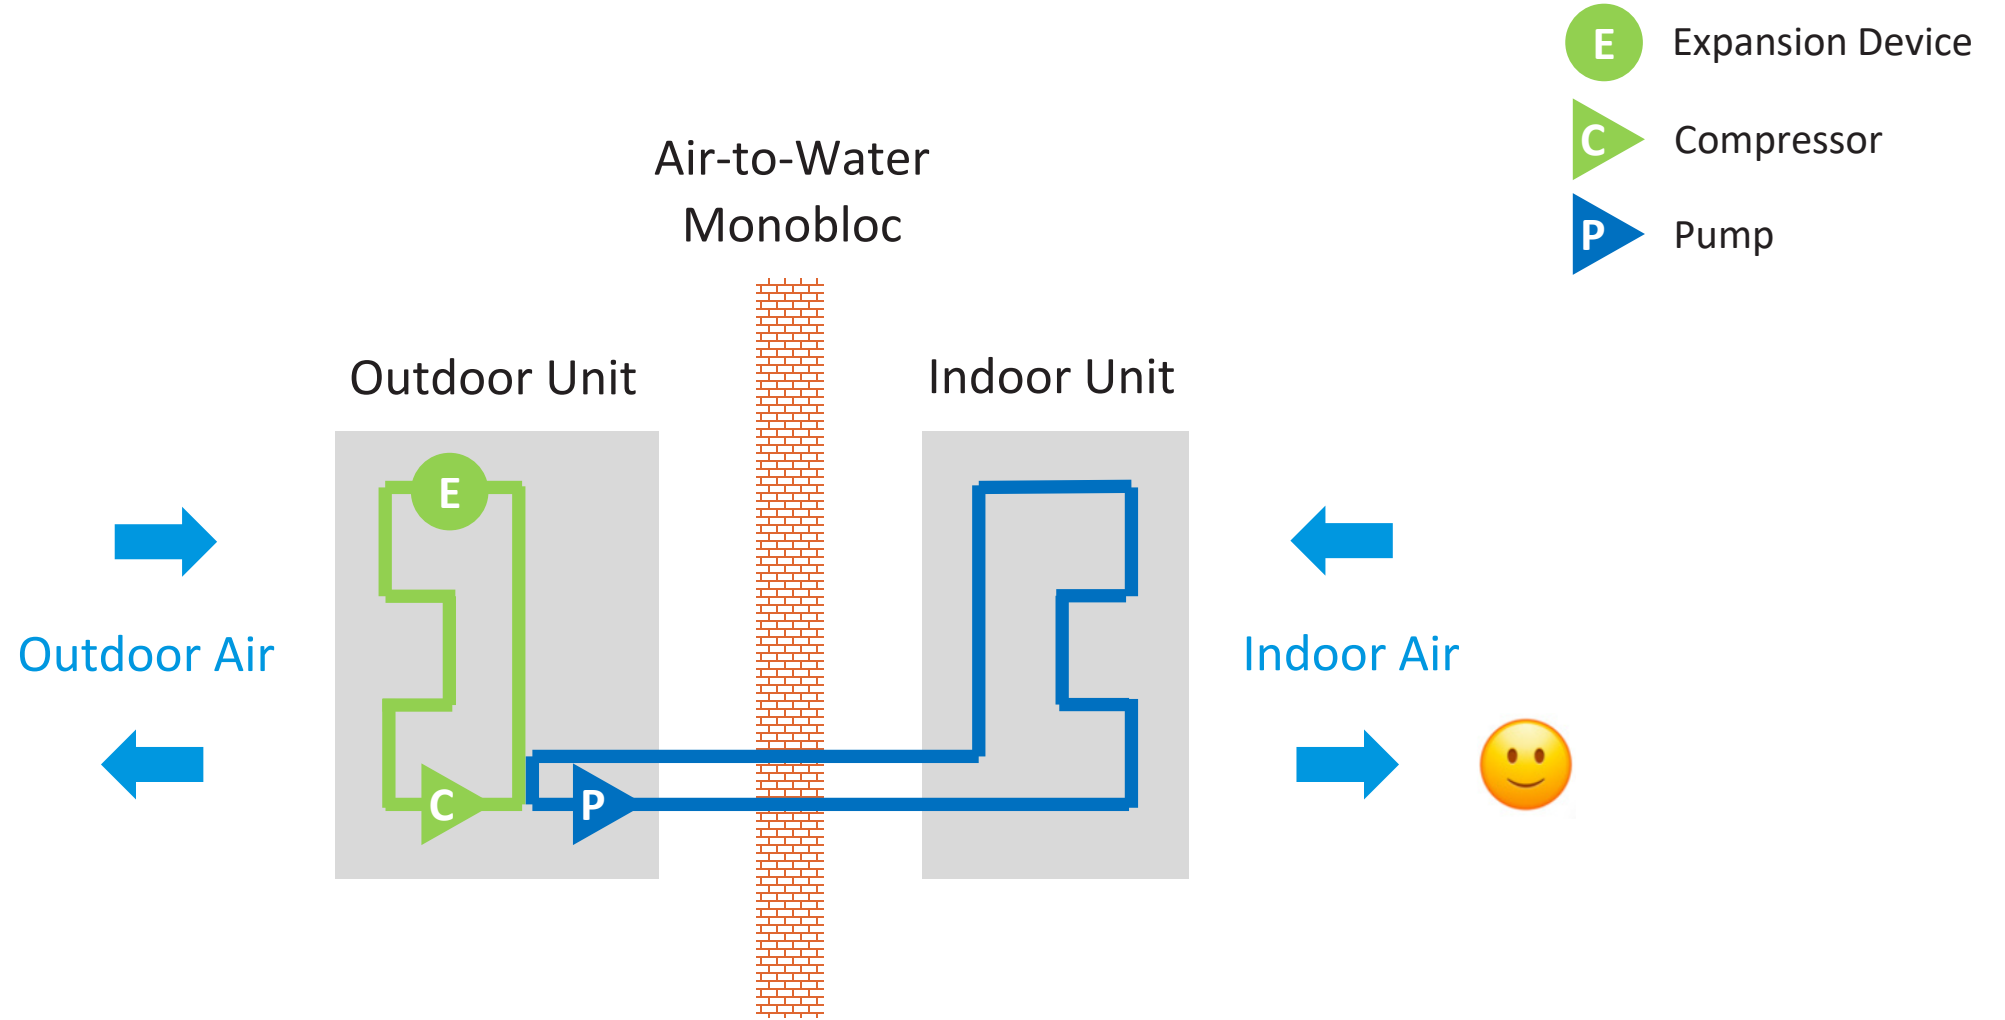 E Expansion Device
C Compressor
P Pump
Air-to-Water
Monobloc
Outdoor Unit
Indoor Unit
E
Outdoor Air
Indoor Air
C
P